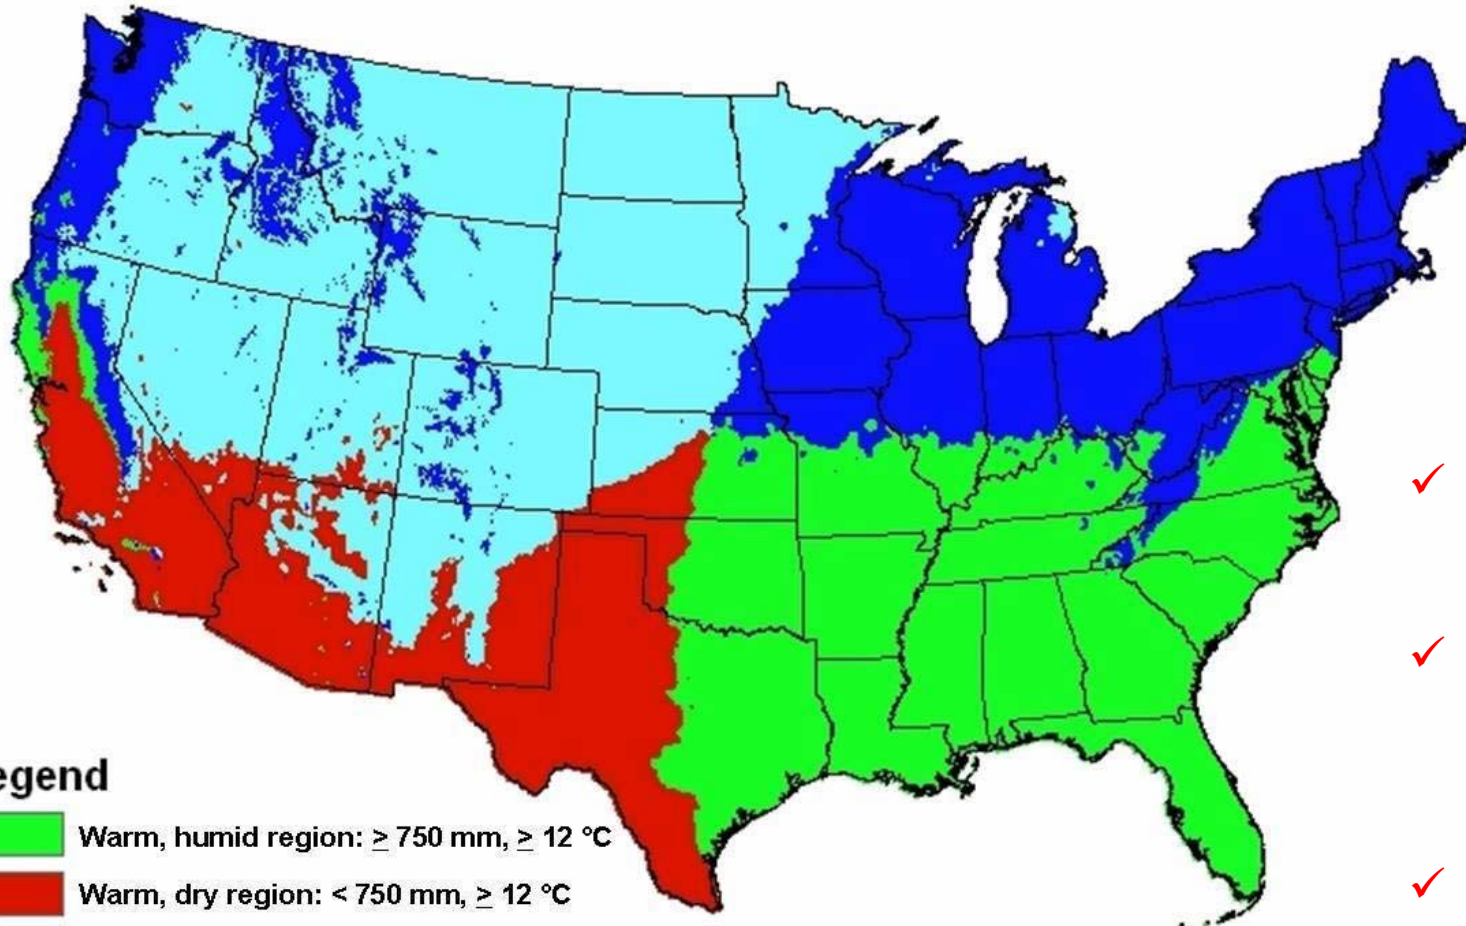 egend
Warm, humid region: ≥ 750 mm, ≥ 12 °C
Warm, dry region: < 750 mm, ≥ 12 °C